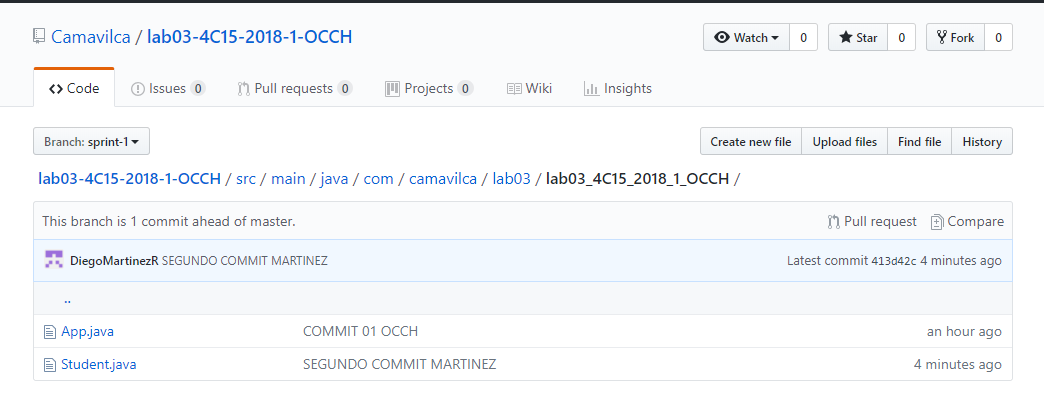 Camavilca / lab03-4C15-2018-1-OCCH Watch 0 Star 0 Fork 0
Code Issues 0 Pull requests 0 Projects 0 Wiki Insights
Branch: sprint-1 Create new file Upload files Find file History
lab03-4C15-2018-1-OCCH / src / main / java / com / camavilca / lab03 / lab03_4C15_2018_1_OCCH /
This branch is 1 commit ahead of master. Pull request Compare
DiegoMartinezR SEGUNDO COMMIT MARTINEZ Latest commit 413d42c 4 minutes ago
..
App.java COMMIT 01 OCCH an hour ago
Student.java SEGUNDO COMMIT MARTINEZ 4 minutes ago